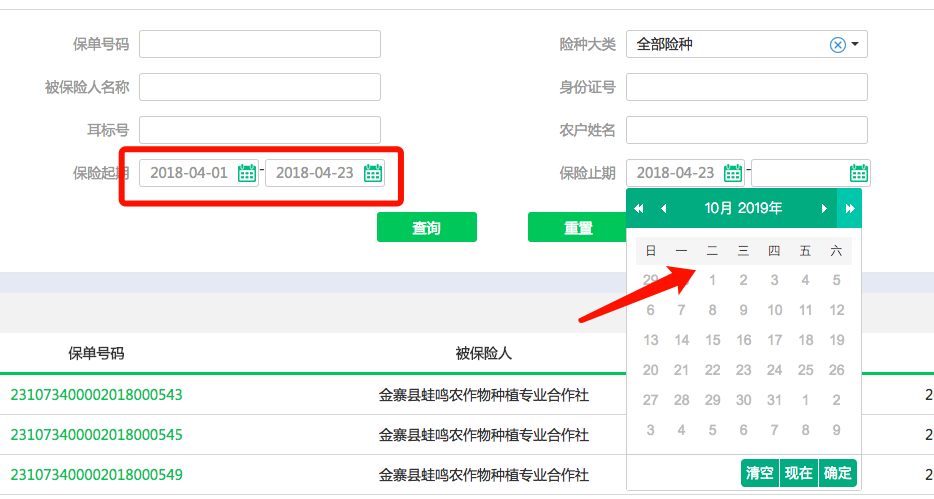 保单号码
险种大类 全部险种
被保险人名称
身份证号
耳标号
农户姓名
保险起期 2018-04-01 - 2018-04-23
保险止期 2018-04-23 -
查询 重置
10月 2019年
日 一 二 三 四 五 六
29 1 2 3 4 5
6 7 8 9 10 11 12
13 14 15 16 17 18 19
20 21 22 23 24 25 26
27 28 29 30 31 1 2
3 4 5 6 7 8 9
清空 现在 确定
保单号码 被保险人
231073400002018000543 金寨县蛙鸣农作物种植专业合作社 2
231073400002018000545 金寨县蛙鸣农作物种植专业合作社 2
231073400002018000549 金寨县蛙鸣农作物种植专业合作社 2